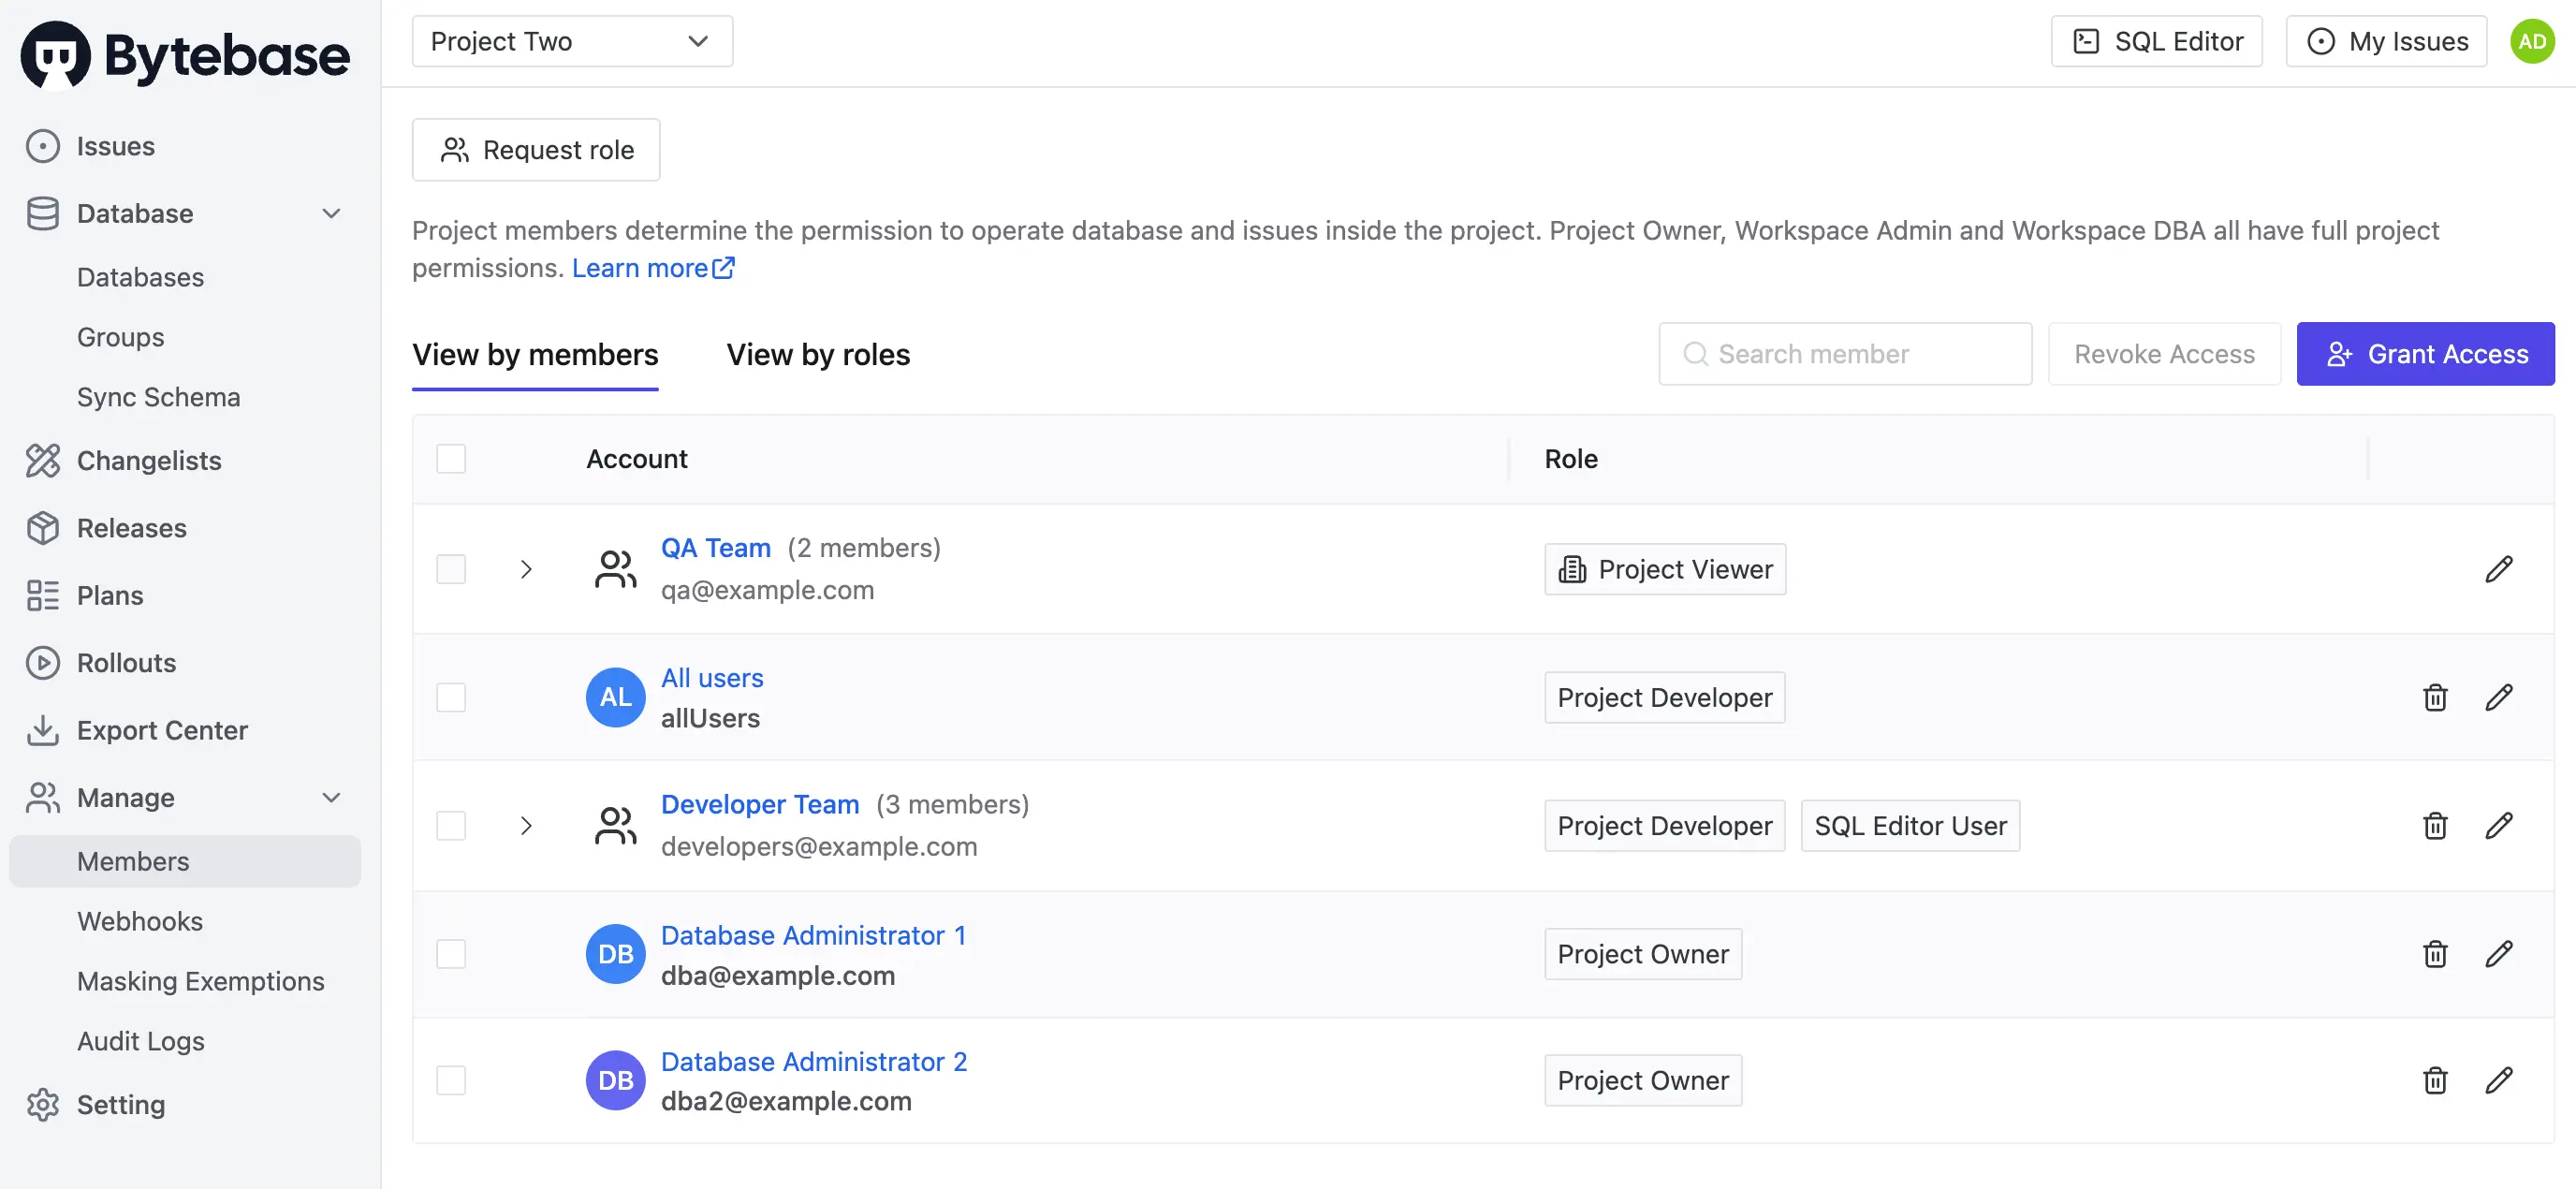 Bytebase
Project Two
SQL Editor
My Issues
AD
Issues
Database
Databases
Groups
Sync Schema
Changelists
Releases
Plans
Rollouts
Export Center
Manage
Members
Webhooks
Masking Exemptions
Audit Logs
Setting
Request role
Project members determine the permission to operate database and issues inside the project. Project Owner, Workspace Admin and Workspace DBA all have full project
permissions. Learn more
View by members
View by roles
Search member
Revoke Access
Grant Access
Account
Role
QA Team (2 members)
qa@example.com
Project Viewer
AL
All users
allUsers
Project Developer
Developer Team (3 members)
developers@example.com
Project Developer
SQL Editor User
DB
Database Administrator 1
dba@example.com
Project Owner
DB
Database Administrator 2
dba2@example.com
Project Owner